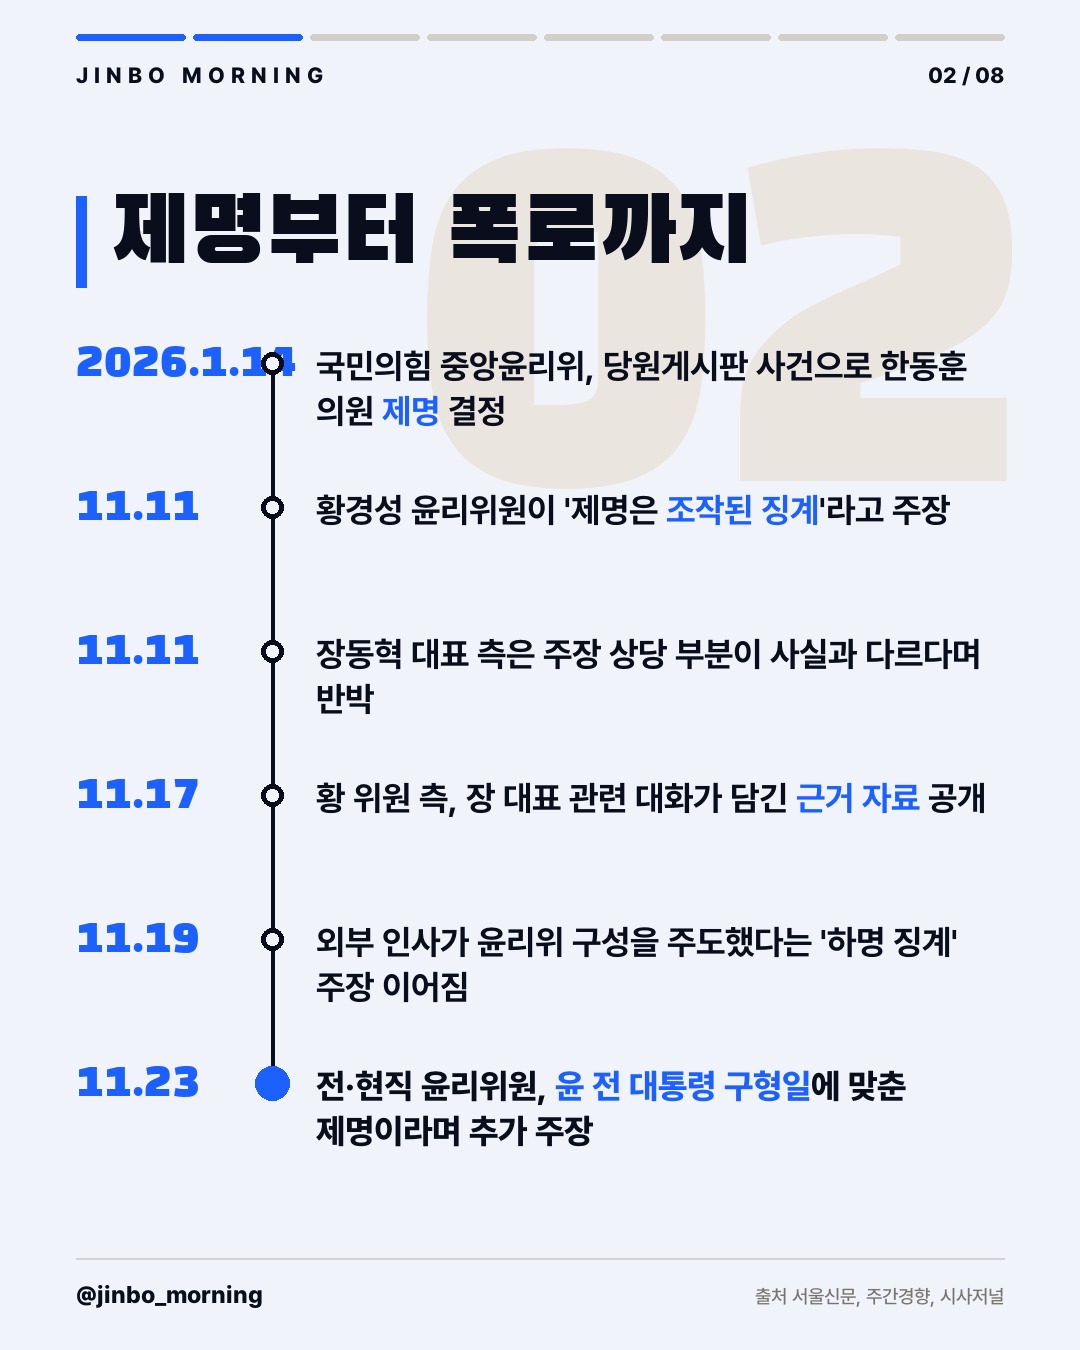 JINBO MORNING
02 / 08
02
제명부터 폭로까지
2026.1.14
국민의힘 중앙윤리위, 당원게시판 사건으로 한동훈
의원 제명 결정
11.11
황경성 윤리위원이 '제명은 조작된 징계'라고 주장
11.11
장동혁 대표 측은 주장 상당 부분이 사실과 다르다며
반박
11.17
황 위원 측, 장 대표 관련 대화가 담긴 근거 자료 공개
11.19
외부 인사가 윤리위 구성을 주도했다는 '하명 징계'
주장 이어짐
11.23
전·현직 윤리위원, 윤 전 대통령 구형일에 맞춘
제명이라며 추가 주장
@jinbo_morning
출처 서울신문, 주간경향, 시사저널